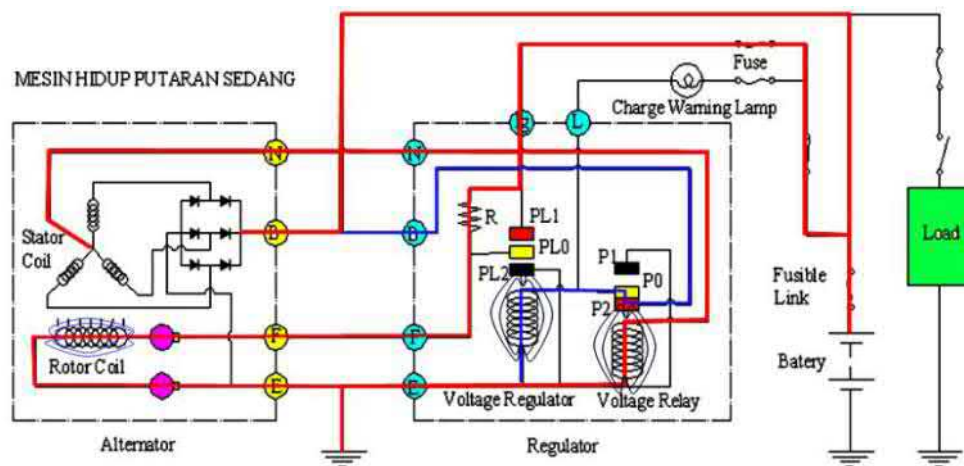 MESIN HIDUP PUTARAN SEDANG
Fuse
Charge Warning Lamp
L
N
N
B
B
F
F
E
E
R
PL1
PL0
PL2
P1
P0
P2
Stator
Coil
Rotor Coil
Voltage Regulator
Voltage Relay
Alternator
Regulator
Load
Fusible
Link
Batery